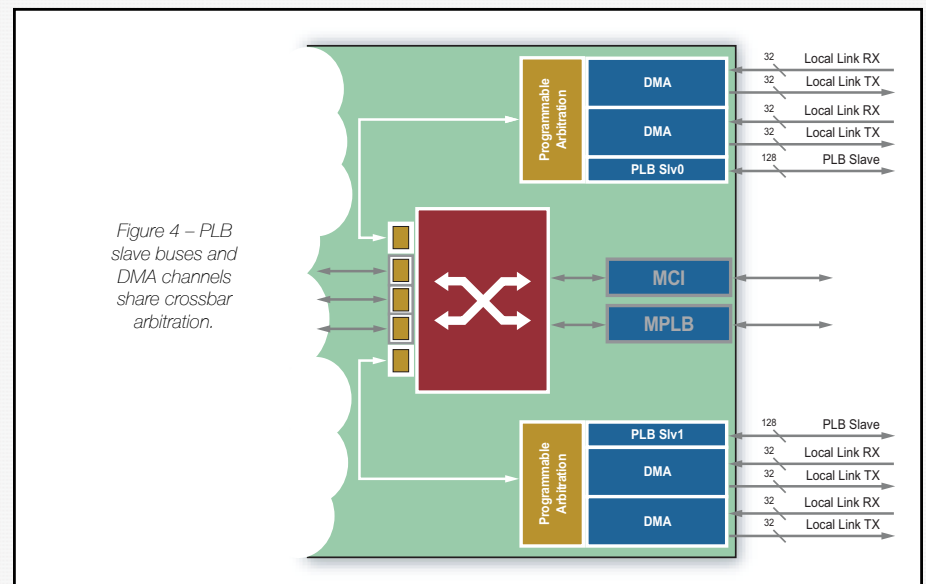 Figure 4 – PLB
slave buses and
DMA channels
share crossbar
arbitration.
Programmable
Arbitration
DMA
DMA
PLB Slv0
32 Local Link RX
32 Local Link TX
32 Local Link RX
32 Local Link TX
128 PLB Slave
MCI
MPLB
Programmable
Arbitration
PLB Slv1
DMA
DMA
128 PLB Slave
32 Local Link RX
32 Local Link TX
32 Local Link RX
32 Local Link TX